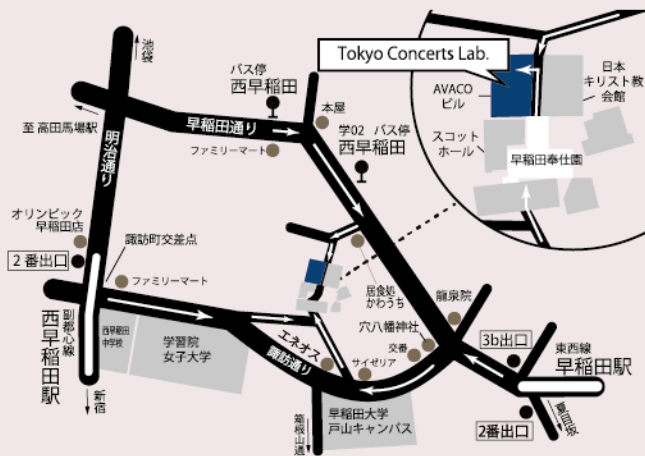 池袋
バス停
西早稲田
至 高田馬場駅
早稲田通り
本屋
ファミリーマート
学02 バス停
西早稲田
明治通り
Tokyo Concerts Lab.
AVACO
ビル
日本
キリスト教
会館
スコット
ホール
早稲田奉仕園
オリンピック
早稲田店
諏訪町交差点
2番出口
ファミリーマート
副都心線
西早稲田駅
新宿
西早稲田
中学校
学習院
女子大学
居食処
かわうち
龍泉院
穴八幡神社
交番
エネオス
諏訪通り
サイゼリア
箱根山通
早稲田大学
戸山キャンパス
3b出口
東西線
早稲田駅
2番出口
夏目坂